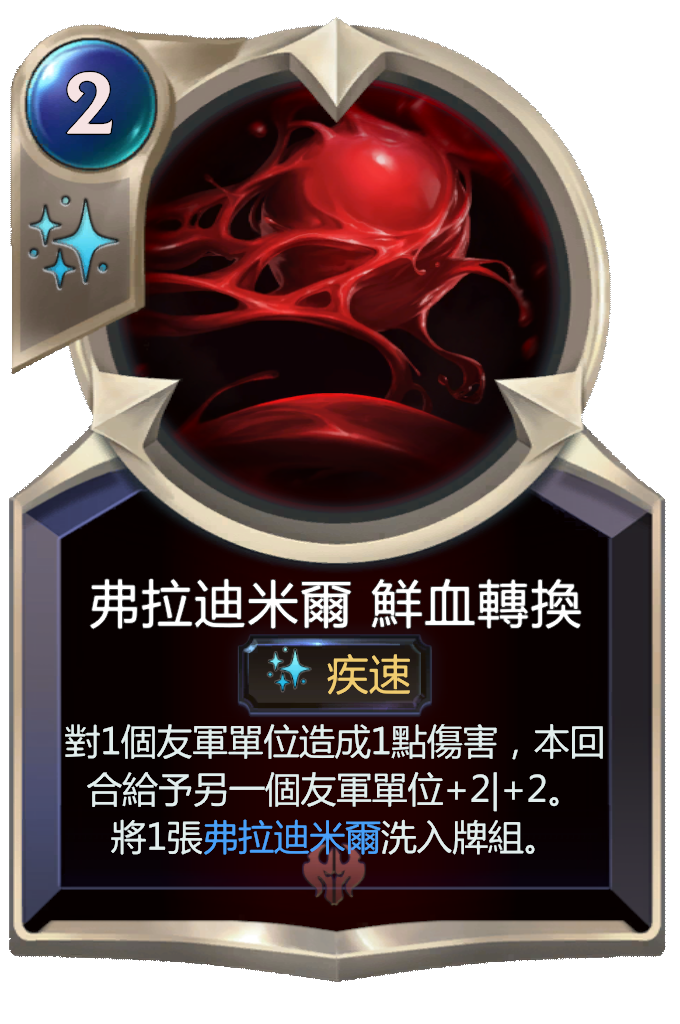 2
弗拉迪米爾 鮮血轉換
疾速
對1個友軍單位造成1點傷害，本回
合給予另一個友軍單位+2|+2。
將1張弗拉迪米爾洗入牌組。